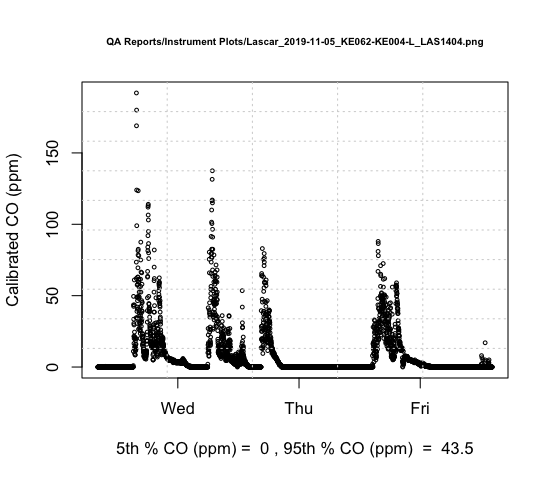 QA Reports/Instrument Plots/Lascar_2019-11-05_KE062-KE004-L_LAS1404.png
Calibrated CO (ppm)
150
100
50
0
Wed Thu Fri
5th % CO (ppm) = 0 , 95th % CO (ppm) = 43.5